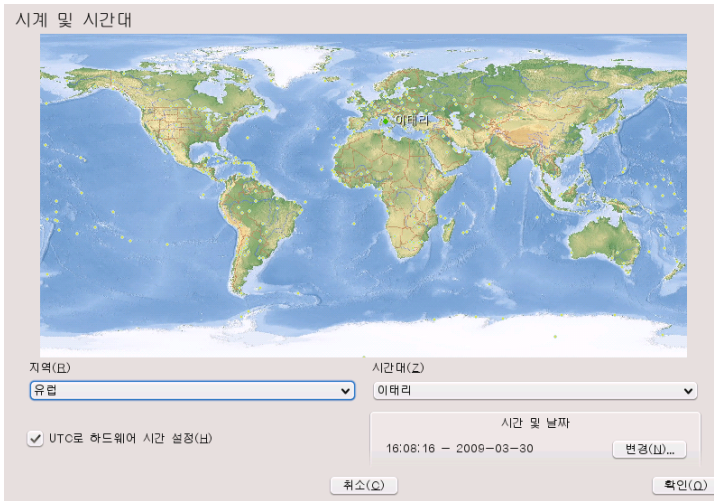 시계 및 시간대
이태리
지역(R)
시간대(Z)
유럽
이태리
시간 및 날짜
UTC로 하드웨어 시간 설정(H)
16:08:16 - 2009-03-30
변경(N)...
취소(C)
확인(O)